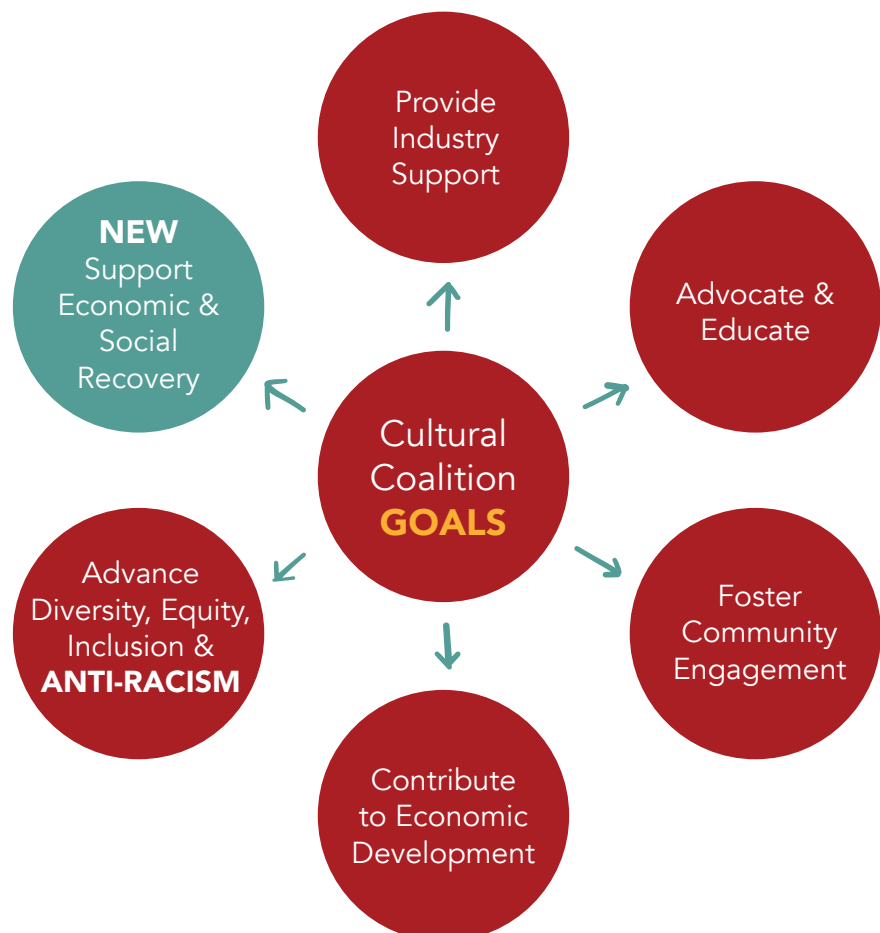 Provide
Industry
Support
NEW
Support
Economic &
Social
Recovery
Advocate &
Educate
Cultural
Coalition
GOALS
Advance
Diversity, Equity,
Inclusion &
ANTI-RACISM
Foster
Community
Engagement
Contribute
to Economic
Development